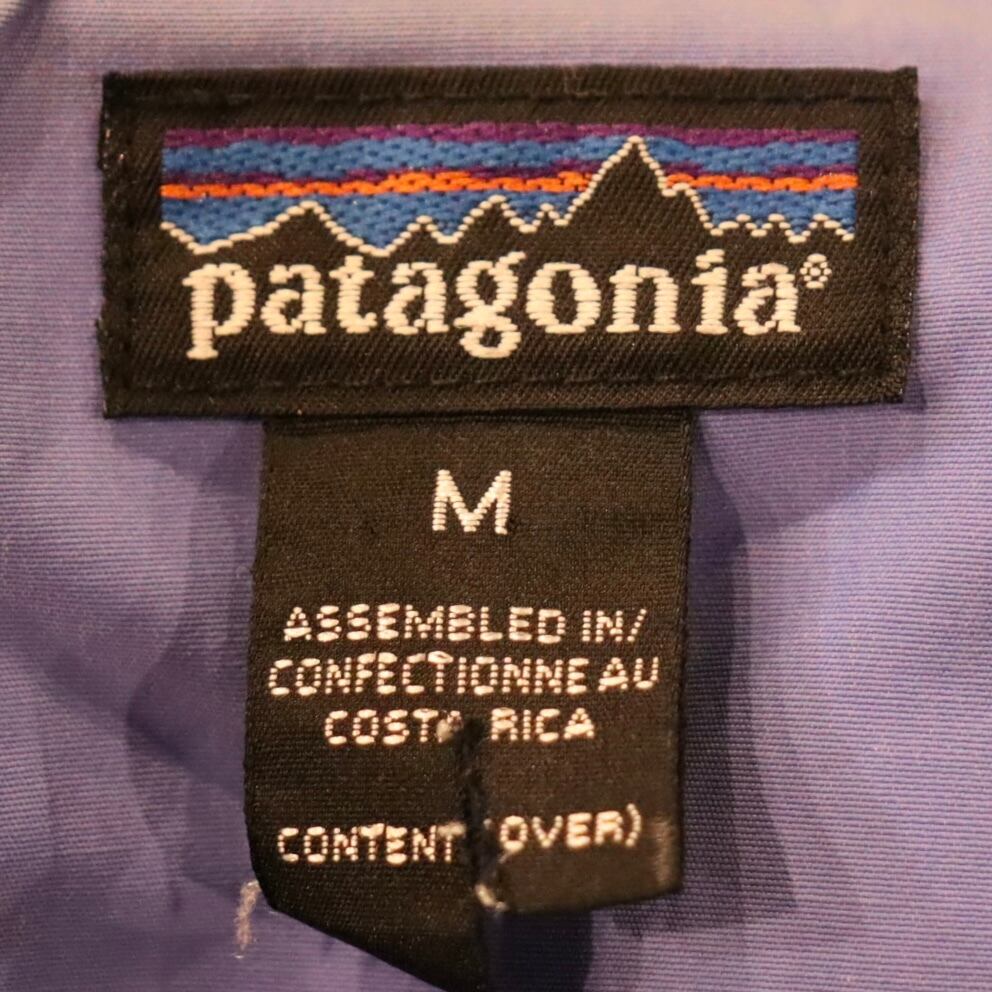 patagonia®
M
ASSEMBLED IN/
CONFECTIONNE AU
COSTA RICA
CONTENT (OVER)